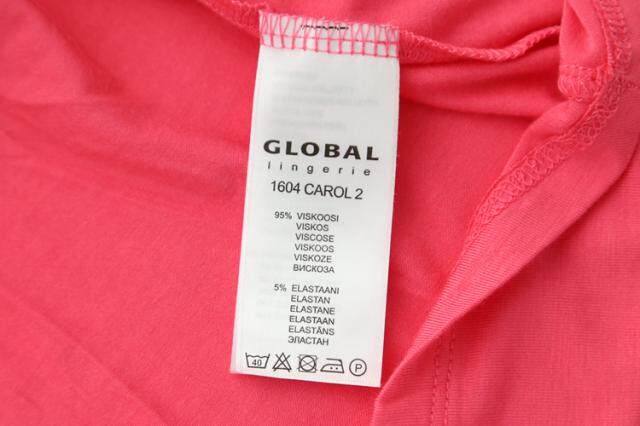 GLOBAL
lingerie
1604 CAROL 2
95% VISKOOSI
VISKOS
VISCOSE
VISKOOS
VISKOZE
ВИСКОЗА
5% ELASTAANI
ELASTAN
ELASTANE
ELASTAAN
ELASTĀNS
ЭЛАСТАН
40 P